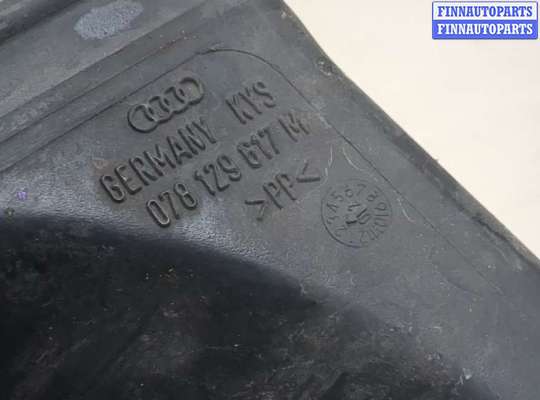 FINNAUTOPARTS
FINNAUTOPARTS
GERMANY KYS
078 129 617 M
>PP<